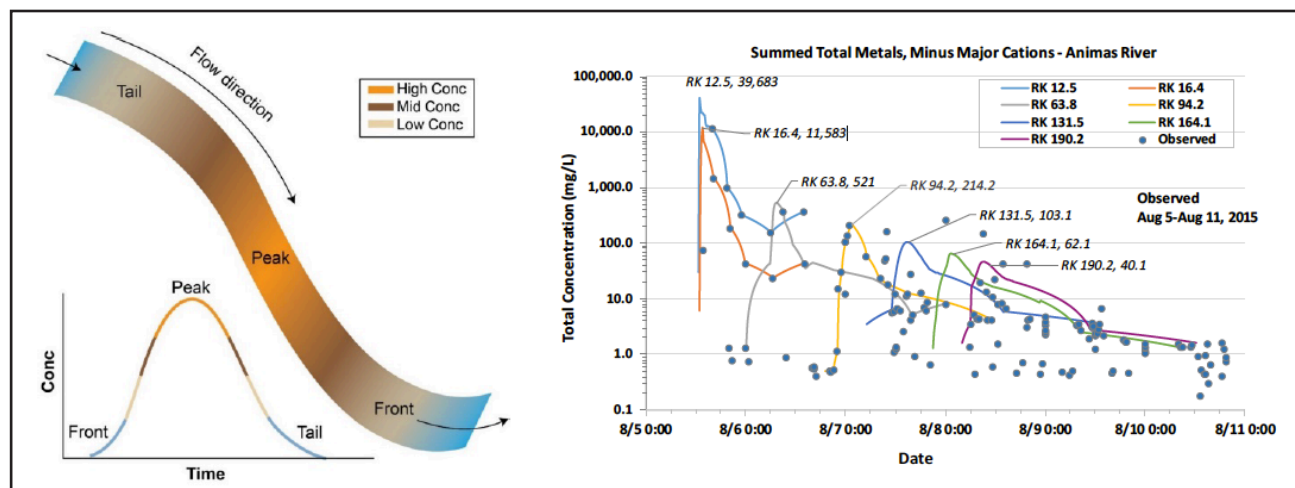 Tail
Flow direction
High Conc
Mid Conc
Low Conc
Peak
Front
Conc
Peak
Front
Tail
Time
Summed Total Metals, Minus Major Cations - Animas River
Total Concentration (mg/L)
100,000.0
10,000.0
1,000.0
100.0
10.0
1.0
0.1
RK 12.5, 39,683
RK 16.4, 11,583
RK 63.8, 521
RK 94.2, 214.2
RK 131.5, 103.1
RK 164.1, 62.1
RK 190.2, 40.1
RK 12.5 RK 16.4
RK 63.8 RK 94.2
RK 131.5 RK 164.1
RK 190.2 Observed
Observed
Aug 5-Aug 11, 2015
8/5 0:00 8/6 0:00 8/7 0:00 8/8 0:00 8/9 0:00 8/10 0:00 8/11 0:00
Date